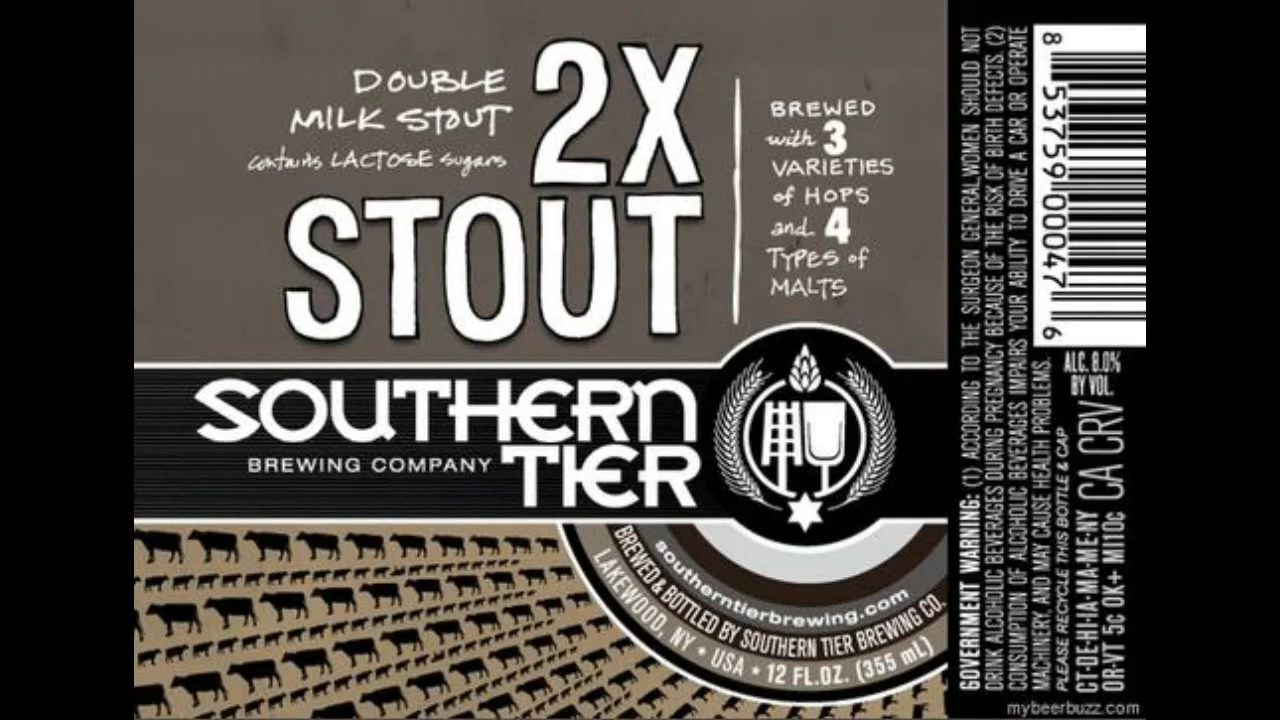 DOUBLE
MILK STOUT
contains LACTOSE sugars
2X
STOUT
BREWED
with 3
VARIETIES
of HOPS
and 4
TYPES of
MALTS
SOUTHERN
BREWING COMPANY
TIER
southerntierbrewing.com
BREWED & BOTTLED BY SOUTHERN TIER BREWING CO.
LAKEWOOD, NY * USA * 12 FL.OZ. (355 mL)
GOVERNMENT WARNING: (1) ACCORDING TO THE SURGEON GENERAL,WOMEN SHOULD NOT
DRINK ALCOHOLIC BEVERAGES DURING PREGNANCY BECAUSE OF THE RISK OF BIRTH DEFECTS. (2)
CONSUMPTION OF ALCOHOLIC BEVERAGES IMPAIRS YOUR ABILITY TO DRIVE A CAR OR OPERATE
MACHINERY, AND MAY CAUSE HEALTH PROBLEMS.
PLEASE RECYCLE THIS BOTTLE & CAP
CT-DE-HI-IA-MA-ME-NY CA CRV
OR-VT 5¢ OK+ MI10¢
8 53759 00047 6
ALC. 8.0%
BY VOL.
mybeerbuzz.com